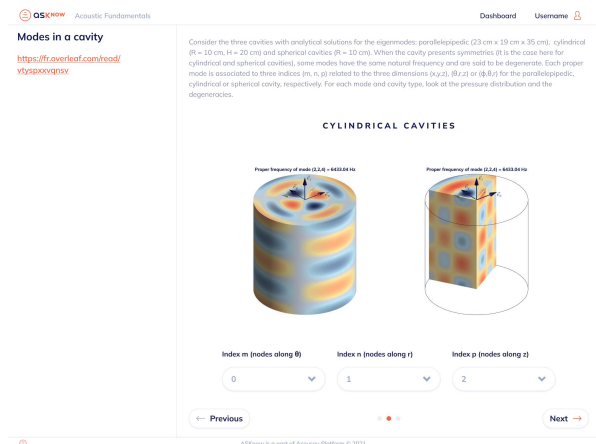 ASKNOW Acoustic Fundamentals Dashboard Username
Modes in a cavity
https://fr.overleaf.com/read/
vtyspxxvqnsv
Consider the three cavities with analytical solutions for the eigenmodes: parallelepipedic (23 cm x 19 cm x 35 cm), cylindrical
(R = 10 cm, H = 20 cm) and spherical cavities (R = 10 cm). When the cavity presents symmetries (it is the case here for
cylindrical and spherical cavities), some modes have the same natural frequency and are said to be degenerate. Each proper
mode is associated to three indices (m, n, p) related to the three dimensions (x,y,z), (θ,r,z) or (ϕ,θ,r) for the parallelepipedic,
cylindrical or spherical cavity, respectively. For each mode and cavity type, look at the pressure distribution and the
degeneracies.
CYLINDRICAL CAVITIES
Proper frequency of mode (2,2,4) = 6433.04 Hz Proper frequency of mode (2,2,4) = 6433.04 Hz
Index m (nodes along θ) Index n (nodes along r) Index p (nodes along z)
0 1 2
← Previous Next →